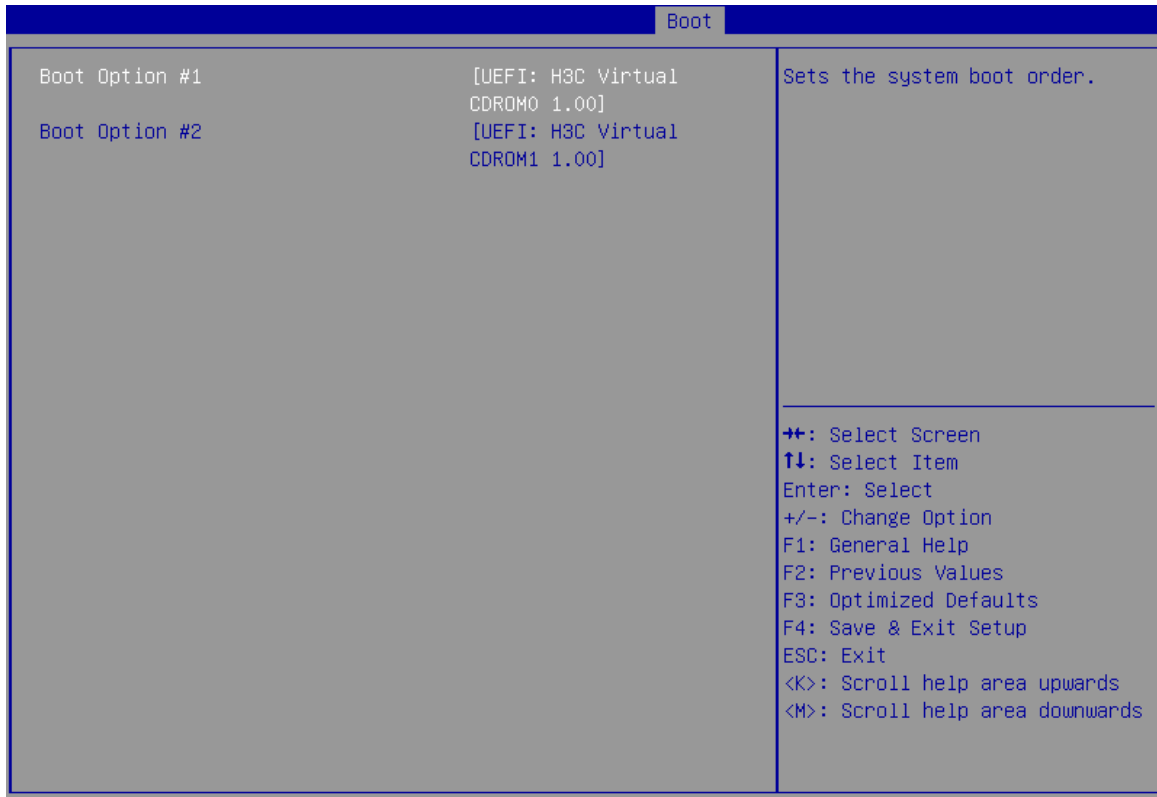 Boot
Boot Option #1 [UEFI: H3C Virtual
CDROM0 1.00]
Boot Option #2 [UEFI: H3C Virtual
CDROM1 1.00]
Sets the system boot order.
→←: Select Screen
↑↓: Select Item
Enter: Select
+/-: Change Option
F1: General Help
F2: Previous Values
F3: Optimized Defaults
F4: Save & Exit Setup
ESC: Exit
<K>: Scroll help area upwards
<M>: Scroll help area downwards